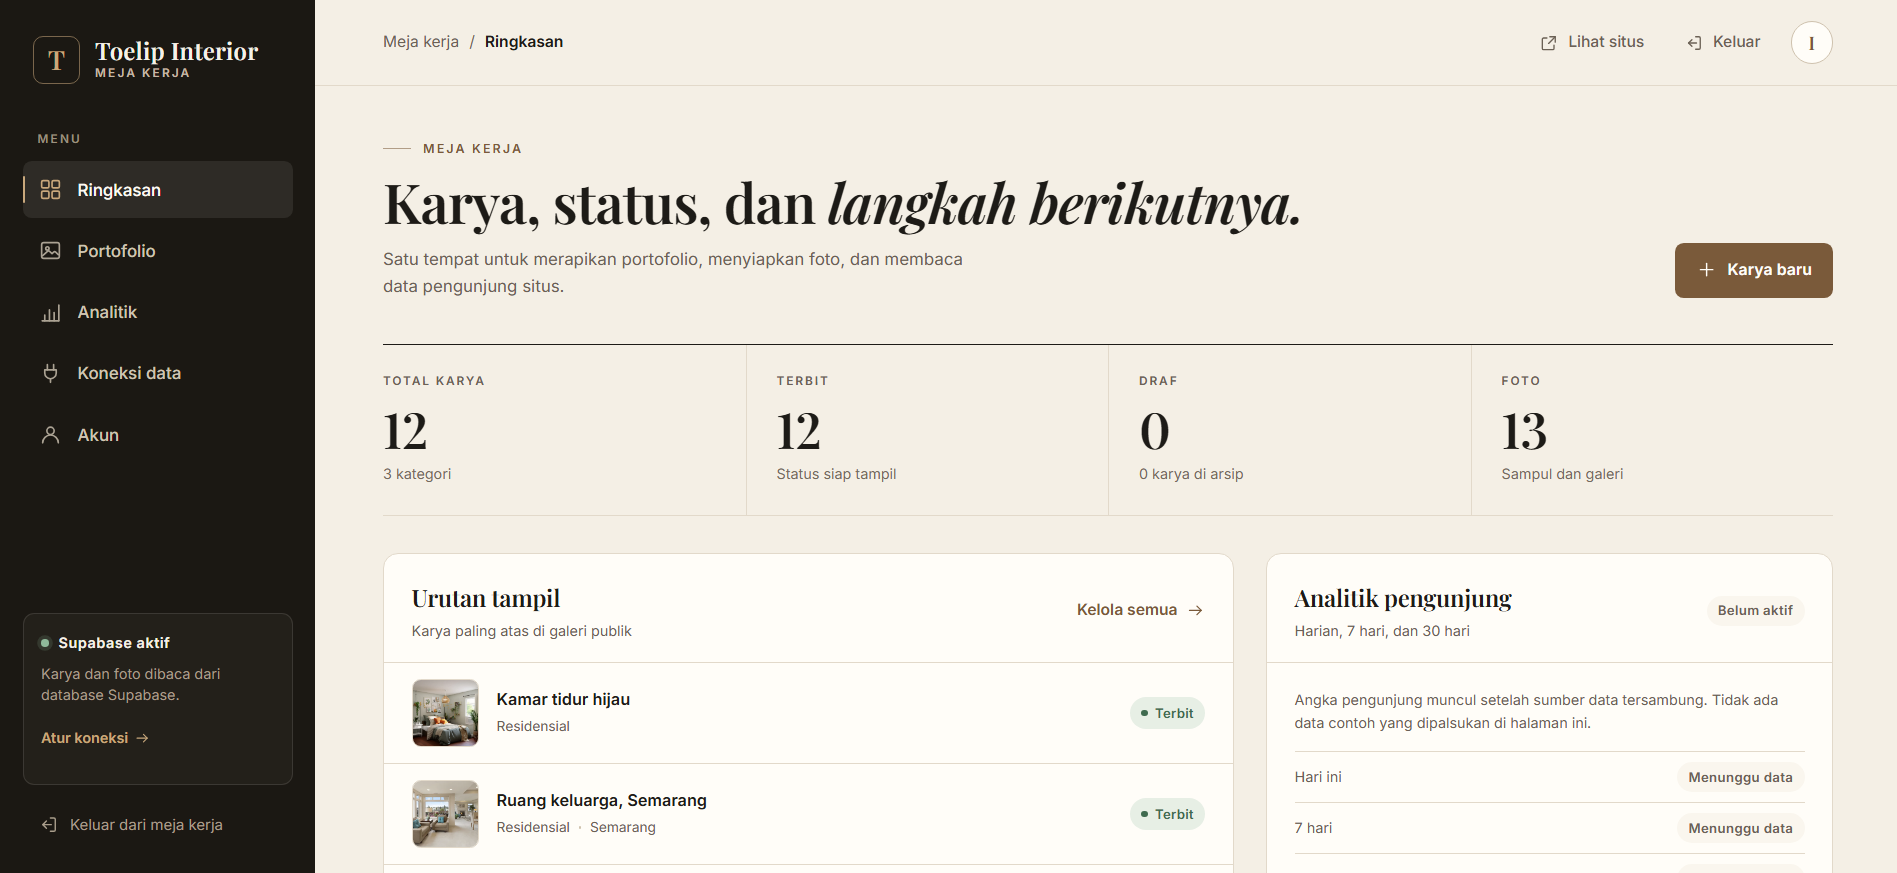 T
Toelip Interior
MEJA KERJA
MENU
Ringkasan
Portofolio
Analitik
Koneksi data
Akun
Supabase aktif
Karya dan foto dibaca dari
database Supabase.
Atur koneksi →
Keluar dari meja kerja
Meja kerja / Ringkasan
Lihat situs
Keluar
I
MEJA KERJA
Karya, status, dan langkah berikutnya.
Satu tempat untuk merapikan portofolio, menyiapkan foto, dan membaca
data pengunjung situs.
+ Karya baru
TOTAL KARYA
12
3 kategori
TERBIT
12
Status siap tampil
DRAF
0
0 karya di arsip
FOTO
13
Sampul dan galeri
Urutan tampil
Karya paling atas di galeri publik
Kelola semua →
Kamar tidur hijau
Residensial
Terbit
Ruang keluarga, Semarang
Residensial · Semarang
Terbit
Analitik pengunjung
Harian, 7 hari, dan 30 hari
Belum aktif
Angka pengunjung muncul setelah sumber data tersambung. Tidak ada
data contoh yang dipalsukan di halaman ini.
Hari ini
Menunggu data
7 hari
Menunggu data